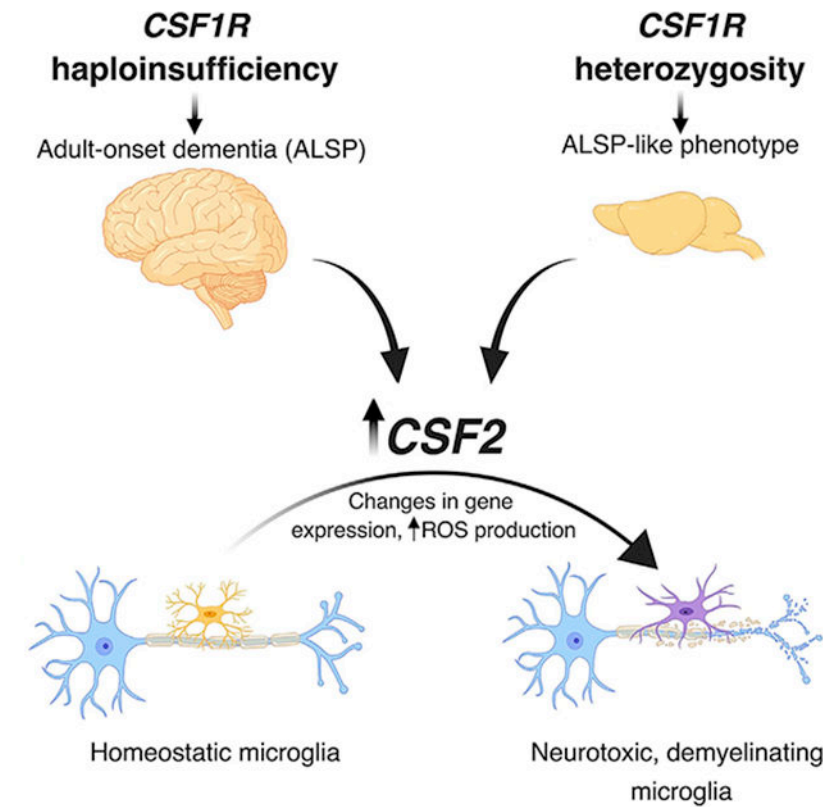 CSF1R
haploinsufficiency
Adult-onset dementia (ALSP)
CSF1R
heterozygosity
ALSP-like phenotype
↑CSF2
Changes in gene
expression, ↑ROS production
Homeostatic microglia
Neurotoxic, demyelinating
microglia